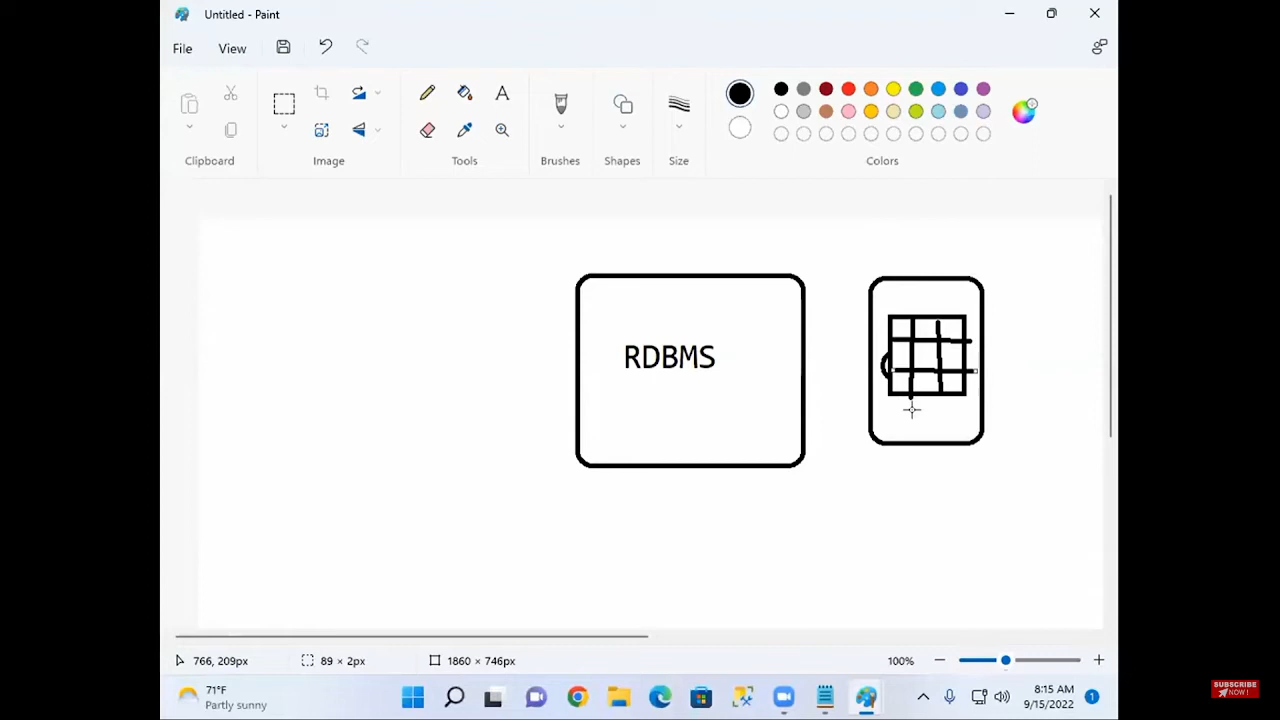 Untitled - Paint
File View
Clipboard Image Tools Brushes Shapes Size Colors
RDBMS
766, 209px 89 × 2px 1860 × 746px 100%
71°F
Partly sunny
8:15 AM
9/15/2022
1
SUBSCRIBE
NOW!